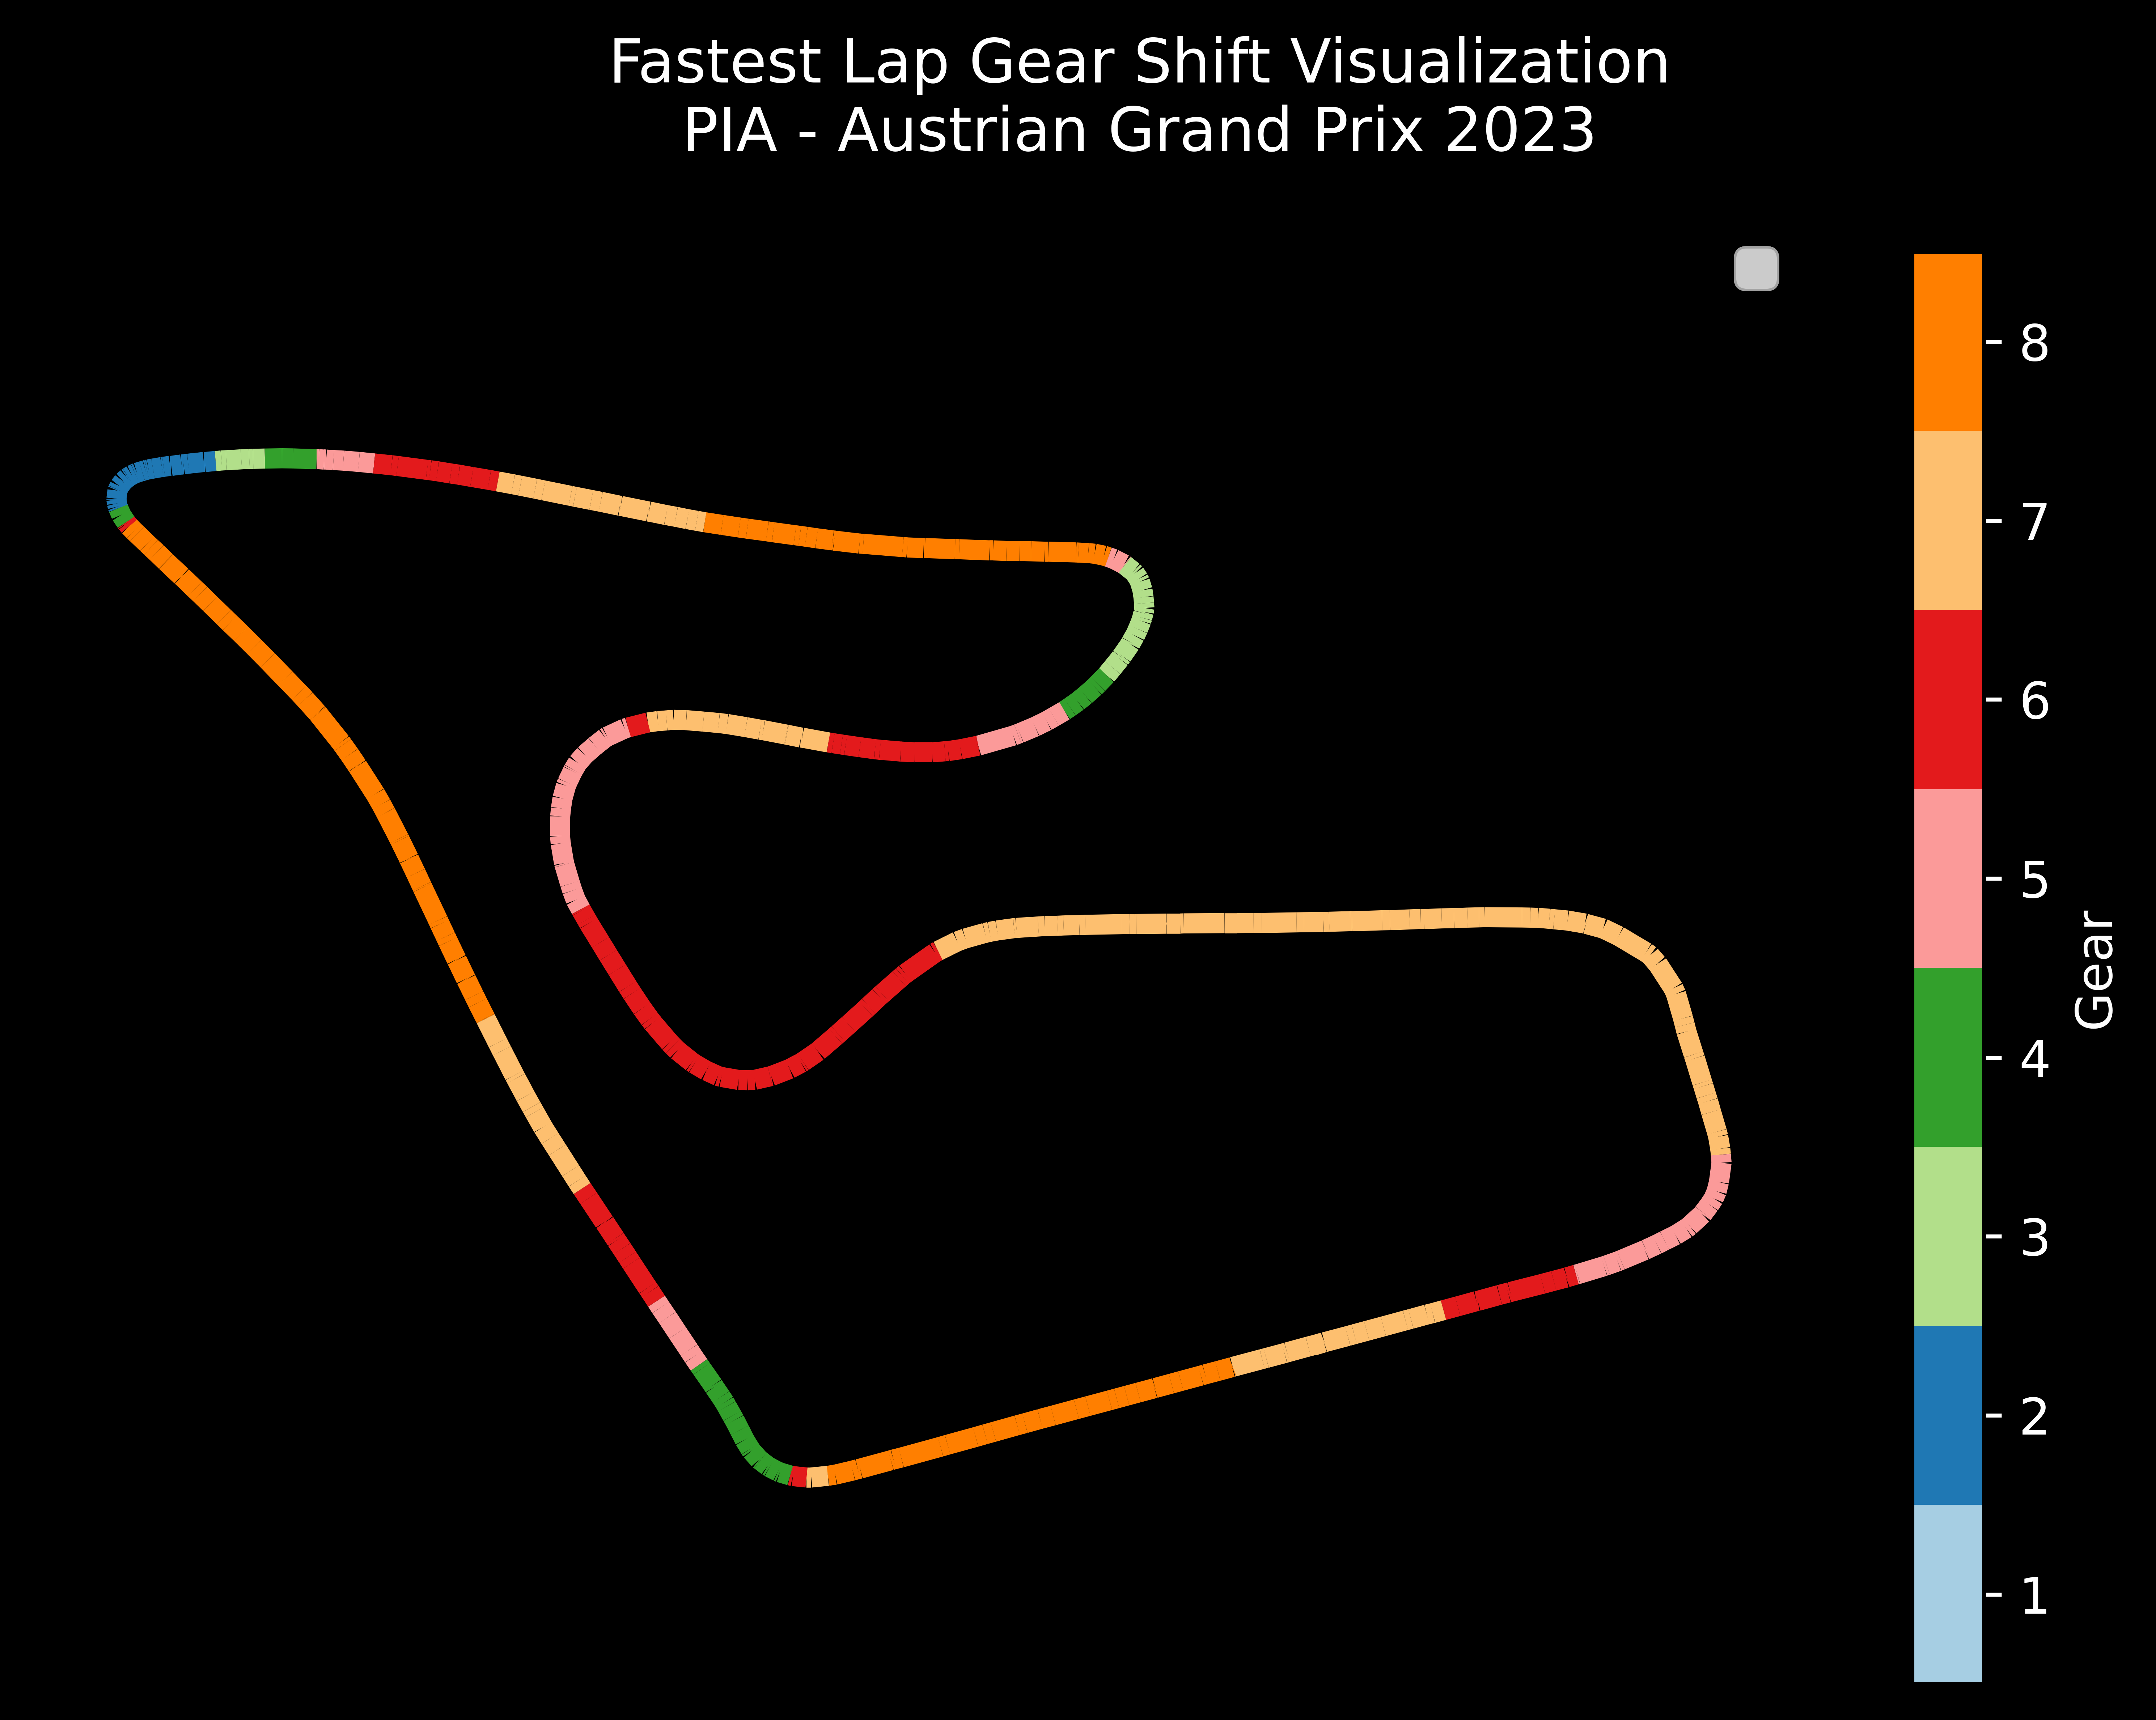 Fastest Lap Gear Shift Visualization
PIA - Austrian Grand Prix 2023
8
7
6
5
4
3
2
1
Gear